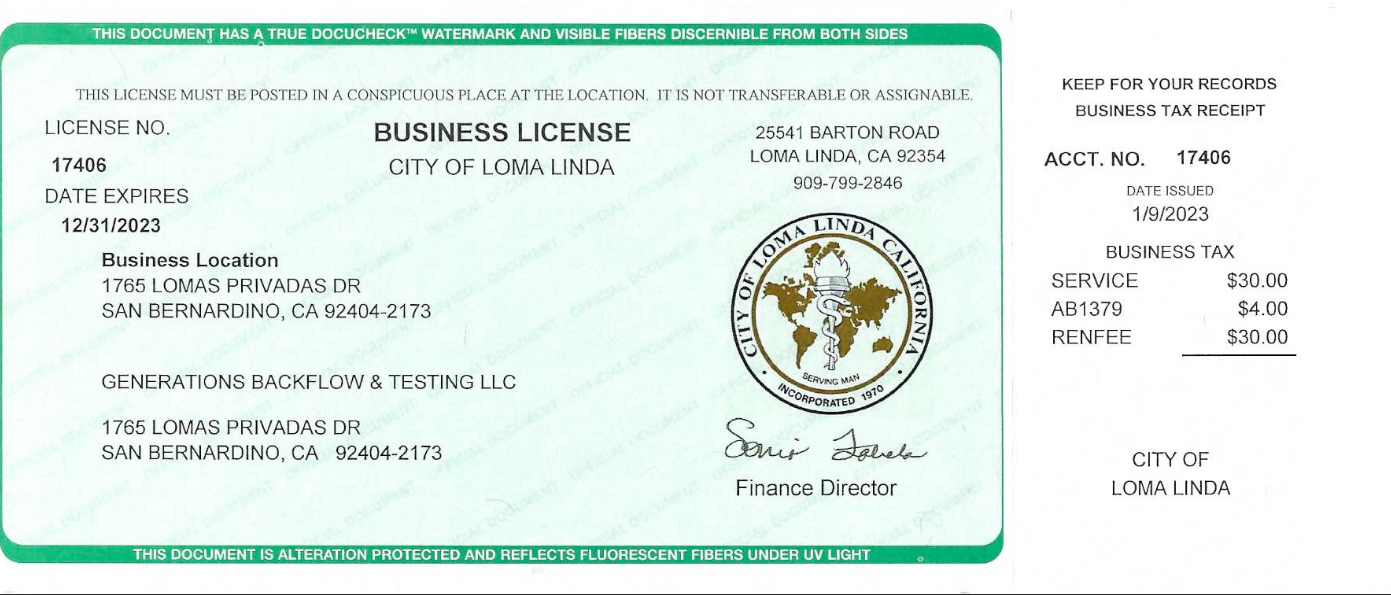 THIS DOCUMENT HAS A TRUE DOCUCHECK™ WATERMARK AND VISIBLE FIBERS DISCERNIBLE FROM BOTH SIDES
THIS LICENSE MUST BE POSTED IN A CONSPICUOUS PLACE AT THE LOCATION. IT IS NOT TRANSFERABLE OR ASSIGNABLE.
LICENSE NO.
17406
DATE EXPIRES
12/31/2023
BUSINESS LICENSE
CITY OF LOMA LINDA
25541 BARTON ROAD
LOMA LINDA, CA 92354
909-799-2846
Business Location
1765 LOMAS PRIVADAS DR
SAN BERNARDINO, CA 92404-2173
GENERATIONS BACKFLOW & TESTING LLC
1765 LOMAS PRIVADAS DR
SAN BERNARDINO, CA 92404-2173
CITY OF LOMA LINDA CALIFORNIA
SERVING MAN
INCORPORATED 1970
Finance Director
OFFICIAL DOCUMENT
THIS DOCUMENT IS ALTERATION PROTECTED AND REFLECTS FLUORESCENT FIBERS UNDER UV LIGHT
KEEP FOR YOUR RECORDS
BUSINESS TAX RECEIPT
ACCT. NO. 17406
DATE ISSUED
1/9/2023
BUSINESS TAX
SERVICE $30.00
AB1379 $4.00
RENFEE $30.00
CITY OF
LOMA LINDA